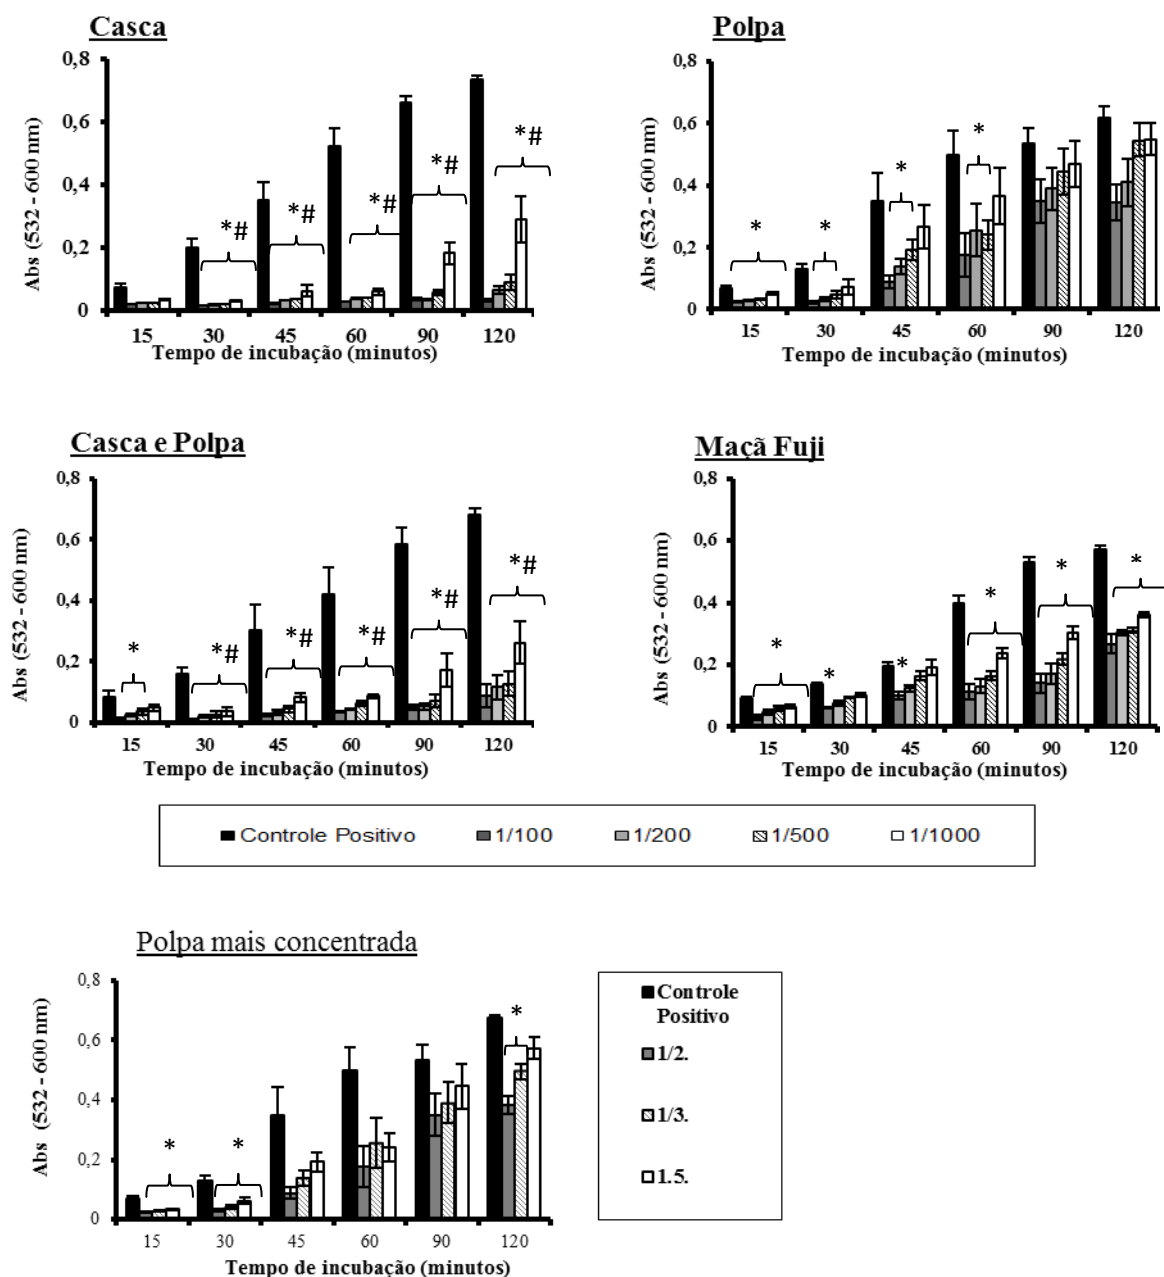 Casca
Abs (532 - 600 nm)
0,8
0,6
0,4
0,2
0
*#
*#
*#
*#
*#
15 30 45 60 90 120
Tempo de incubação (minutos)
Polpa
Abs (532 - 600 nm)
0,8
0,6
0,4
0,2
0
*
*
*
*
15 30 45 60 90 120
Tempo de incubação (minutos)
Casca e Polpa
Abs (532 - 600 nm)
0,8
0,6
0,4
0,2
0
*
*#
*#
*#
*#
*#
15 30 45 60 90 120
Tempo de incubação (minutos)
Maçã Fuji
Abs (532 - 600 nm)
0,8
0,6
0,4
0,2
0
*
*
*
*
*
*
15 30 45 60 90 120
Tempo de incubação (minutos)
Controle Positivo 1/100 1/200 1/500 1/1000
Polpa mais concentrada
Abs (532 - 600 nm)
0,8
0,6
0,4
0,2
0
*
*
*
15 30 45 60 90 120
Tempo de incubação (minutos)
Controle
Positivo
1/2.
1/3.
1.5.